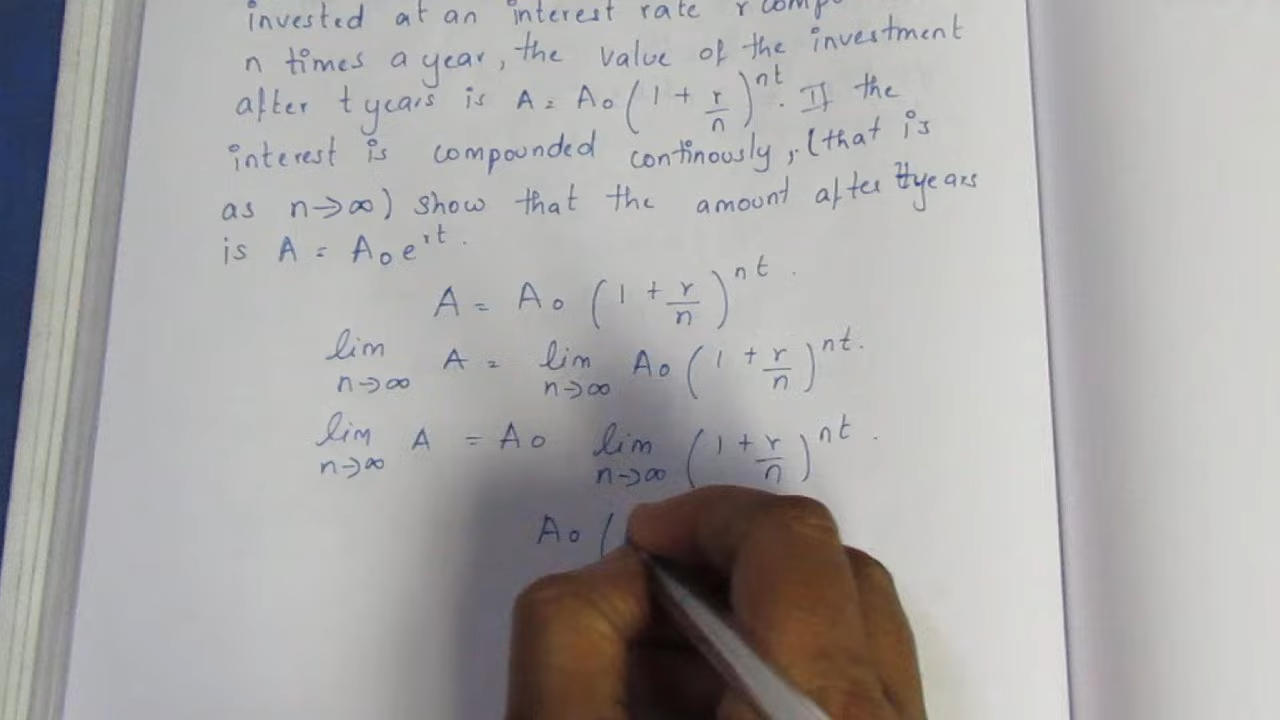 invested at an interest rate r
n times a year, the value of the investment
after t years is A = A₀(1 + r/n)^nt. If the
interest is compounded continously, (that is
as n→∞) show that the amount after t years
is A = A₀e^rt.
A = A₀ (1 + r/n)^nt.
lim n→∞ A = lim n→∞ A₀ (1 + r/n)^nt.
lim n→∞ A = A₀ lim n→∞ (1 + r/n)^nt.
A₀ (